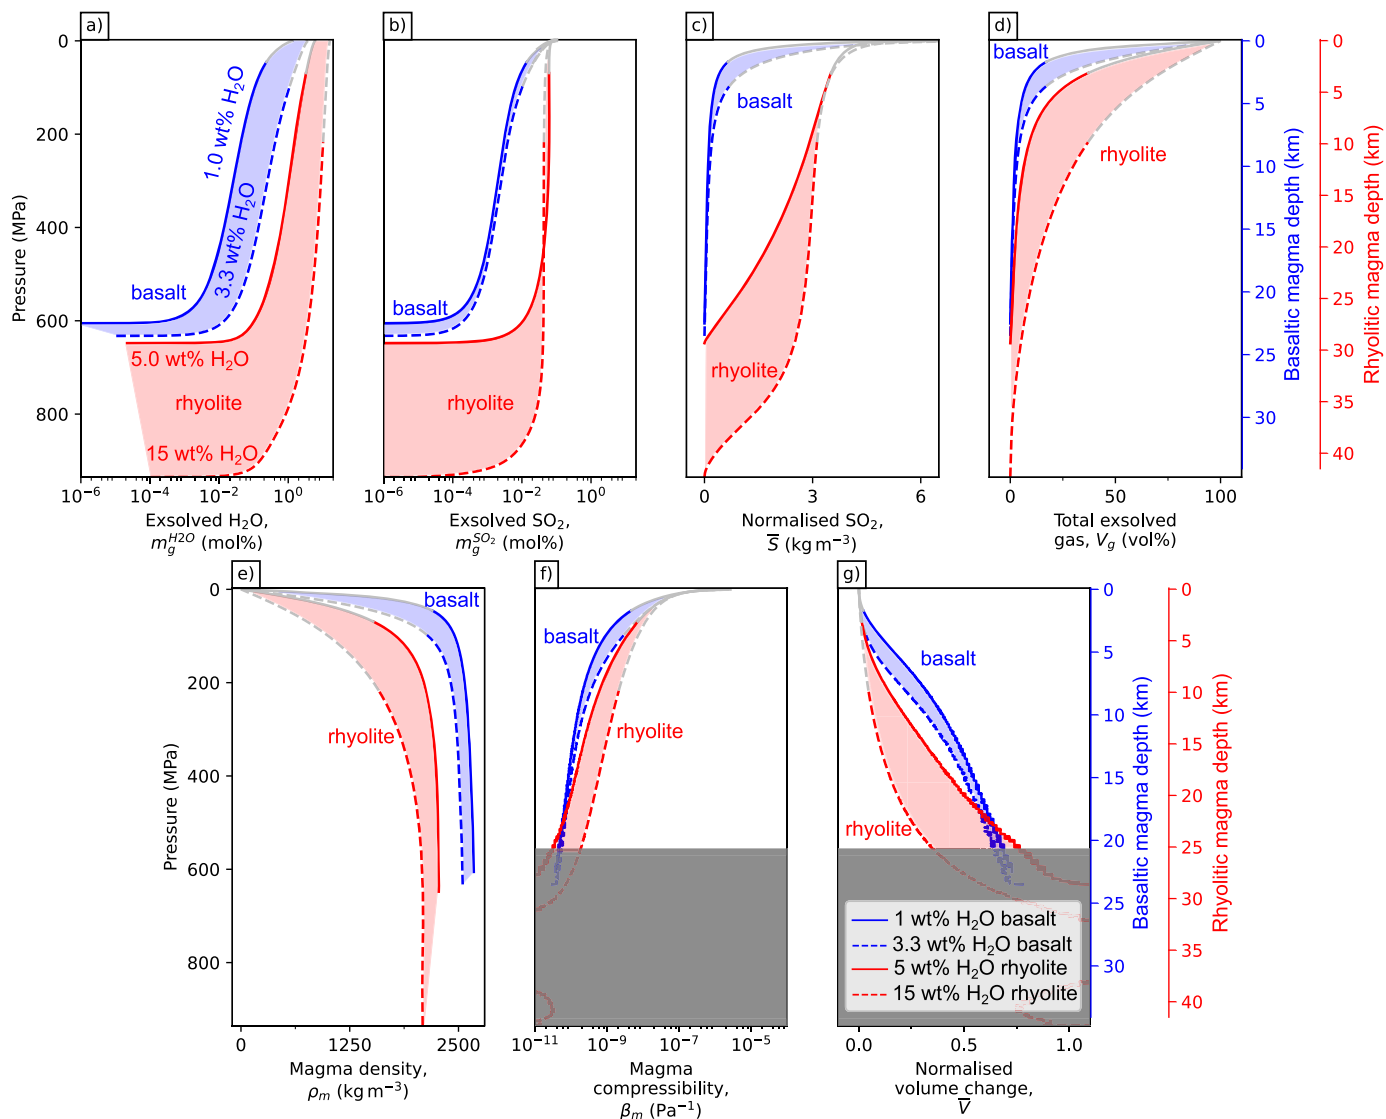 a)
b)
c)
d)
0
200
400
600
800
Pressure (MPa)
1.0 wt% H₂O
3.3 wt% H₂O
basalt
5.0 wt% H₂O
rhyolite
15 wt% H₂O
10⁻⁶ 10⁻⁴ 10⁻² 10⁰
Exsolved H₂O,
m_g^{H2O} (mol%)
basalt
rhyolite
10⁻⁶ 10⁻⁴ 10⁻² 10⁰
Exsolved SO₂,
m_g^{SO₂} (mol%)
basalt
rhyolite
0 3 6
Normalised SO₂,
S̅ (kg m⁻³)
basalt
rhyolite
0 50 100
Total exsolved
gas, V_g (vol%)
0
5
10
15
20
25
30
Basaltic magma depth (km)
0
5
10
15
20
25
30
35
40
Rhyolitic magma depth (km)
e)
f)
g)
0
200
400
600
800
Pressure (MPa)
basalt
rhyolite
0 1250 2500
Magma density,
ρ_m (kg m⁻³)
basalt
rhyolite
10⁻¹¹ 10⁻⁹ 10⁻⁷ 10⁻⁵
Magma
compressibility,
β_m (Pa⁻¹)
basalt
rhyolite
1 wt% H₂O basalt
3.3 wt% H₂O basalt
5 wt% H₂O rhyolite
15 wt% H₂O rhyolite
0.0 0.5 1.0
Normalised
volume change,
V̅
0
5
10
15
20
25
30
Basaltic magma depth (km)
0
5
10
15
20
25
30
35
40
Rhyolitic magma depth (km)